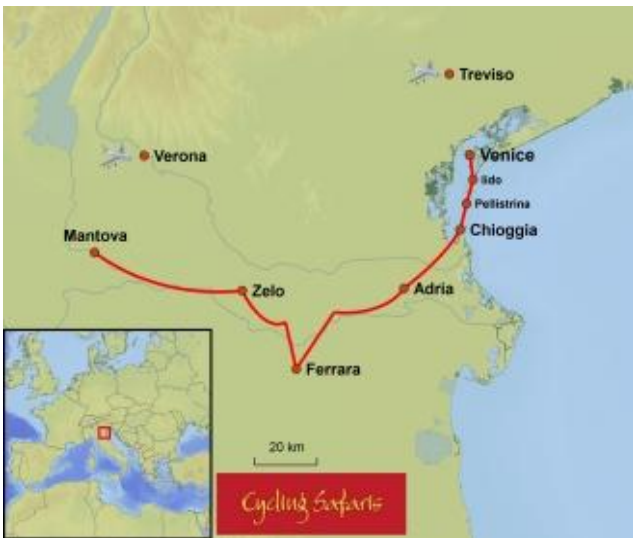 Treviso
Verona
Venice
lido
Pellistrina
Chioggia
Mantova
Zelo
Adria
Ferrara
20 km
Cycling Safaris